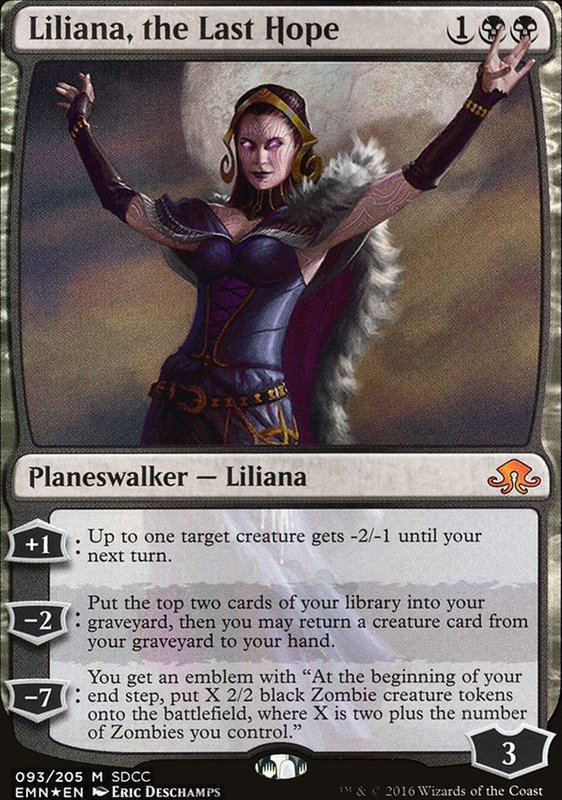 Liliana, the Last Hope 1
Planeswalker — Liliana
+1 : Up to one target creature gets -2/-1 until your
next turn.
-2 : Put the top two cards of your library into your
graveyard, then you may return a creature card from
your graveyard to your hand.
-7 : You get an emblem with “At the beginning of your
end step, put X 2/2 black Zombie creature tokens
onto the battlefield, where X is two plus the number
of Zombies you control.”
3
093/205 M SDCC
EMN★EN Eric Deschamps
™ & © 2016 Wizards of the Coast